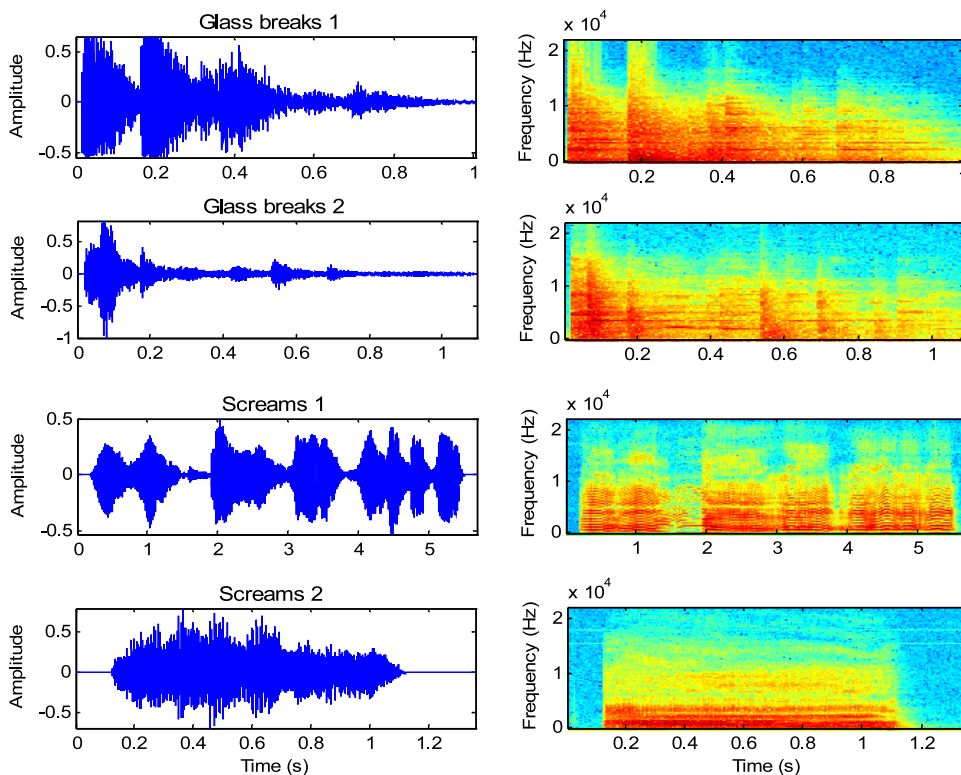 Glass breaks 1
Amplitude
0.5
0
-0.5
0 0.2 0.4 0.6 0.8 1
x 10^4
Frequency (Hz)
2
1
0
0.2 0.4 0.6 0.8 1
Glass breaks 2
Amplitude
0.5
0
-0.5
-1
0 0.2 0.4 0.6 0.8 1
x 10^4
Frequency (Hz)
2
1
0
0.2 0.4 0.6 0.8 1
Screams 1
Amplitude
0.5
0
-0.5
0 1 2 3 4 5
x 10^4
Frequency (Hz)
2
1
0
1 2 3 4 5
Screams 2
Amplitude
0.5
0
-0.5
0 0.2 0.4 0.6 0.8 1 1.2
Time (s)
x 10^4
Frequency (Hz)
2
1
0
0.2 0.4 0.6 0.8 1 1.2
Time (s)